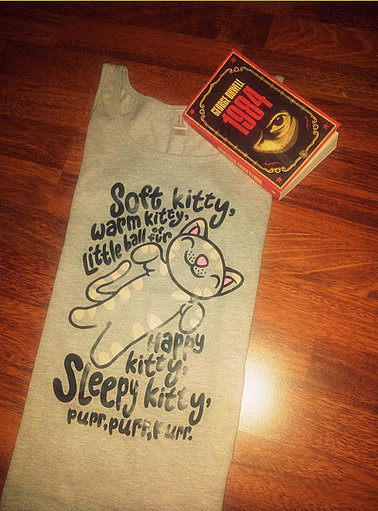 GEORGE ORWELL
1984
Soft kitty,
warm kitty,
Little ball of
fur
Happy
kitty,
Sleepy kitty,
purr, purr, purr.